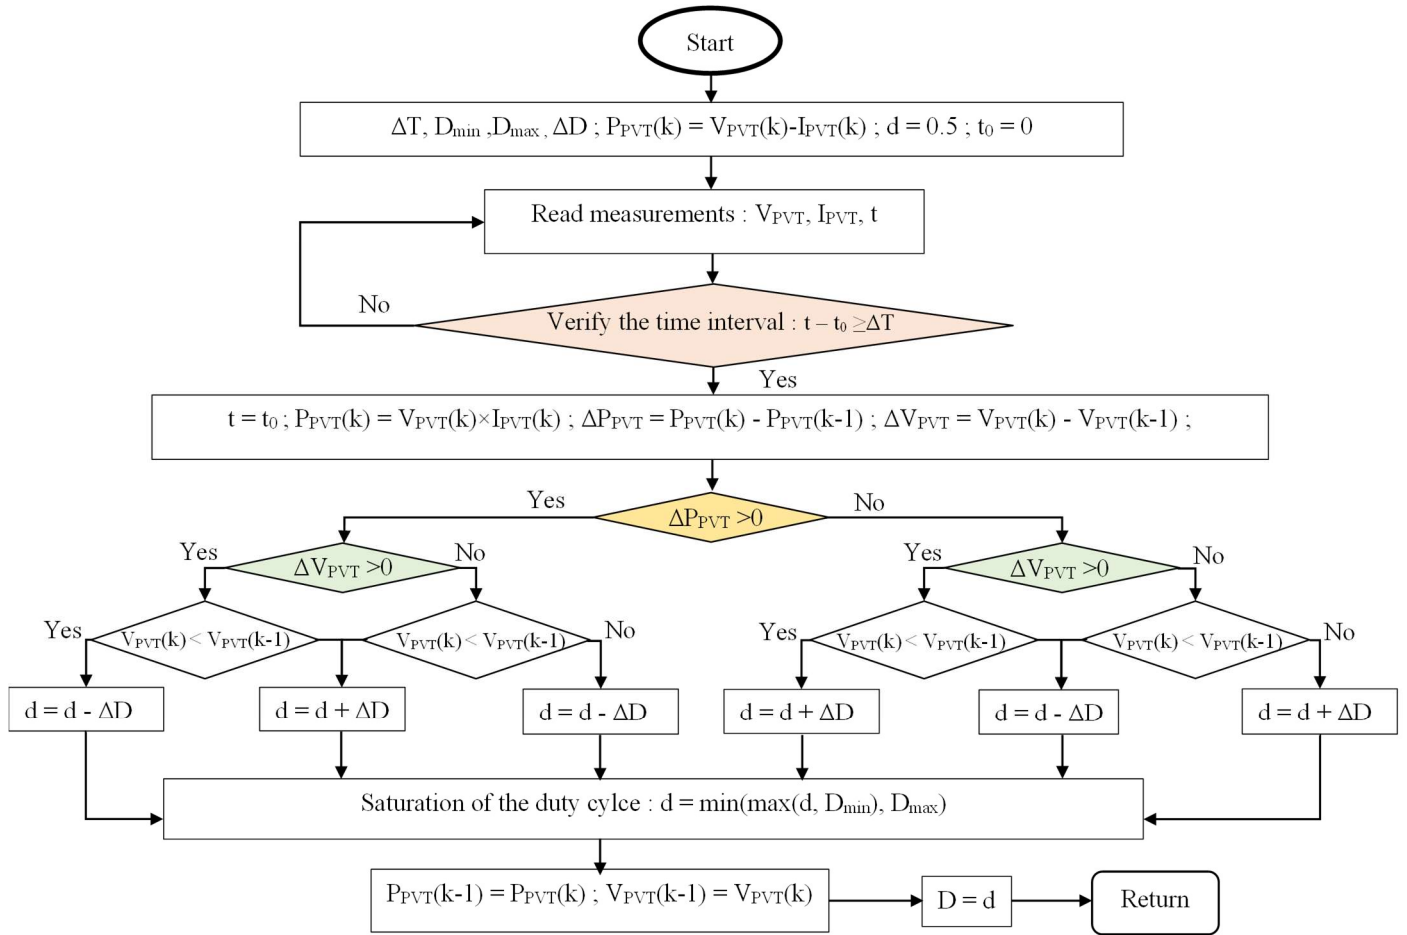 Start
ΔT, Dmin ,Dmax , ΔD ; PPVT(k) = VPVT(k)-IPVT(k) ; d = 0.5 ; t0 = 0
Read measurements : VPVT, IPVT, t
No
Verify the time interval : t – t0 ≥ΔT
Yes
t = t0 ; PPVT(k) = VPVT(k)×IPVT(k) ; ΔPPVT = PPVT(k) - PPVT(k-1) ; ΔVPVT = VPVT(k) - VPVT(k-1) ;
Yes
ΔPPVT >0
No
Yes
ΔVPVT >0
No
Yes
ΔVPVT >0
No
Yes
VPVT(k) < VPVT(k-1)
VPVT(k) < VPVT(k-1)
No
Yes
VPVT(k) < VPVT(k-1)
VPVT(k) < VPVT(k-1)
No
d = d - ΔD
d = d + ΔD
d = d - ΔD
d = d + ΔD
d = d - ΔD
d = d + ΔD
Saturation of the duty cylce : d = min(max(d, Dmin), Dmax)
PPVT(k-1) = PPVT(k) ; VPVT(k-1) = VPVT(k)
D = d
Return